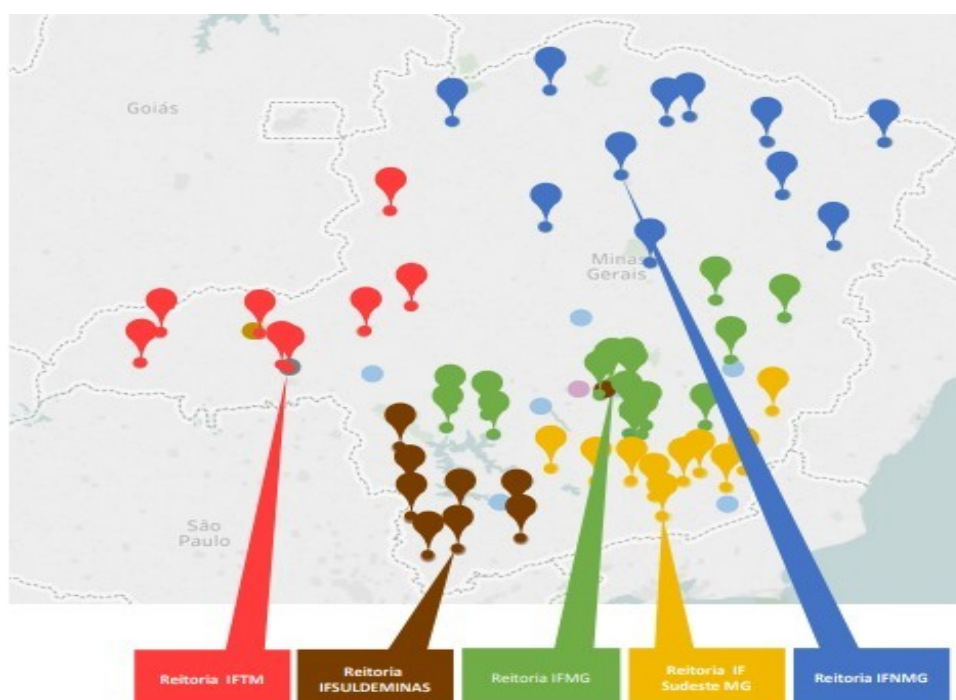 Goiás
Minas
Gerais
São
Paulo
Reitoria IFTM
Reitoria
IFSULDEMINAS
Reitoria IFMG
Reitoria IF
Sudeste MG
Reitoria IFNMG